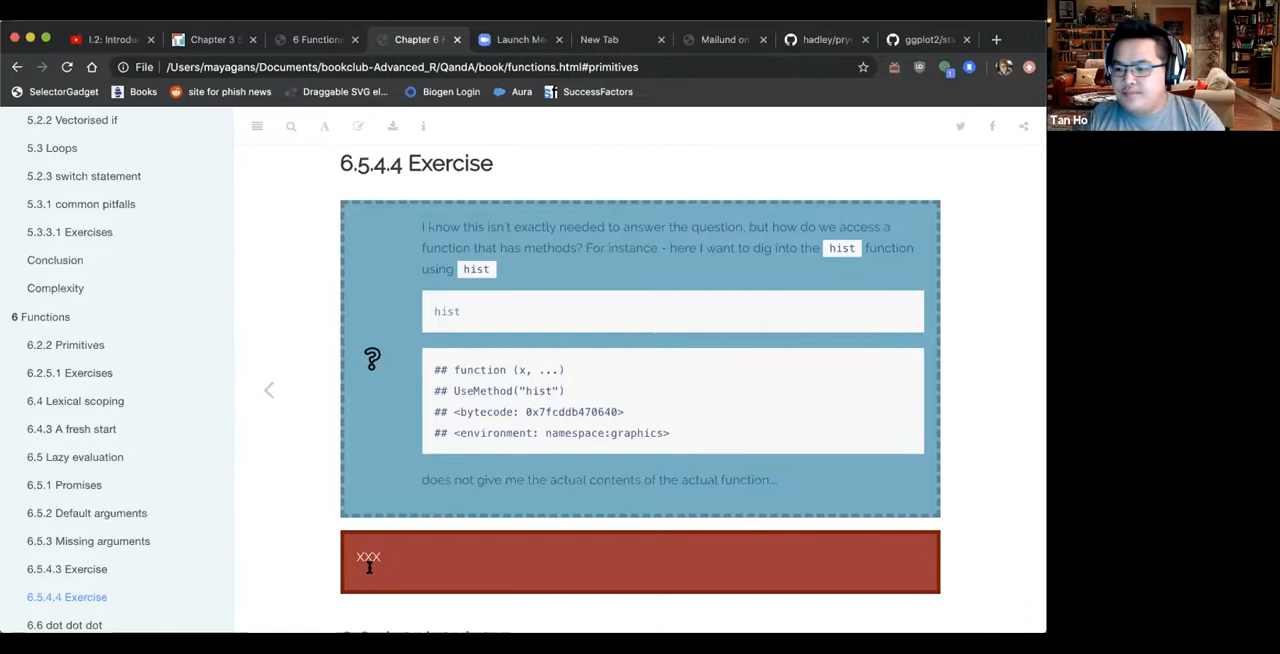 I.2: Introdu
Chapter 3 S
6 Functions
Chapter 6 F
Launch Me
New Tab
Mailund on
hadley/pry
ggplot2/sta
File
/Users/mayagans/Documents/bookclub-Advanced_R/QandA/book/functions.html#primitives
SelectorGadget
Books
reddit site for phish news
Draggable SVG el...
Biogen Login
Aura
SuccessFactors
Tan Ho
5.2.2 Vectorised if
5.3 Loops
5.2.3 switch statement
5.3.1 common pitfalls
5.3.3.1 Exercises
Conclusion
Complexity
6 Functions
6.2.2 Primitives
6.2.5.1 Exercises
6.4 Lexical scoping
6.4.3 A fresh start
6.5 Lazy evaluation
6.5.1 Promises
6.5.2 Default arguments
6.5.3 Missing arguments
6.5.4.3 Exercise
6.5.4.4 Exercise
6.6 dot dot dot
6.5.4.4 Exercise
I know this isn't exactly needed to answer the question, but how do we access a
function that has methods? For instance - here I want to dig into the hist function
using hist
hist
## function (x, ...)
## UseMethod("hist")
## <bytecode: 0x7fcddb470640>
## <environment: namespace:graphics>
does not give me the actual contents of the actual function...
XXX